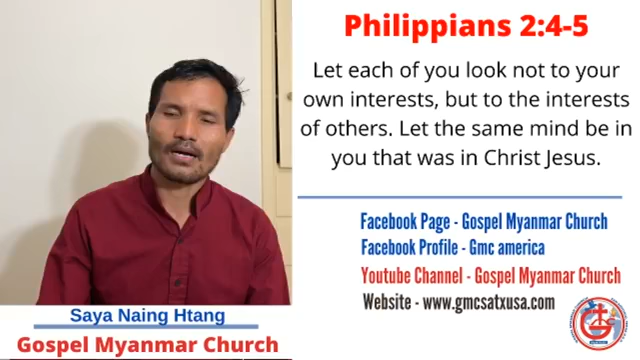 Philippians 2:4-5
Let each of you look not to your
own interests, but to the interests
of others. Let the same mind be in
you that was in Christ Jesus.
Facebook Page - Gospel Myanmar Church
Facebook Profile - Gmc america
Youtube Channel - Gospel Myanmar Church
Website - www.gmcsatxusa.com
Saya Naing Htang
Gospel Myanmar Church